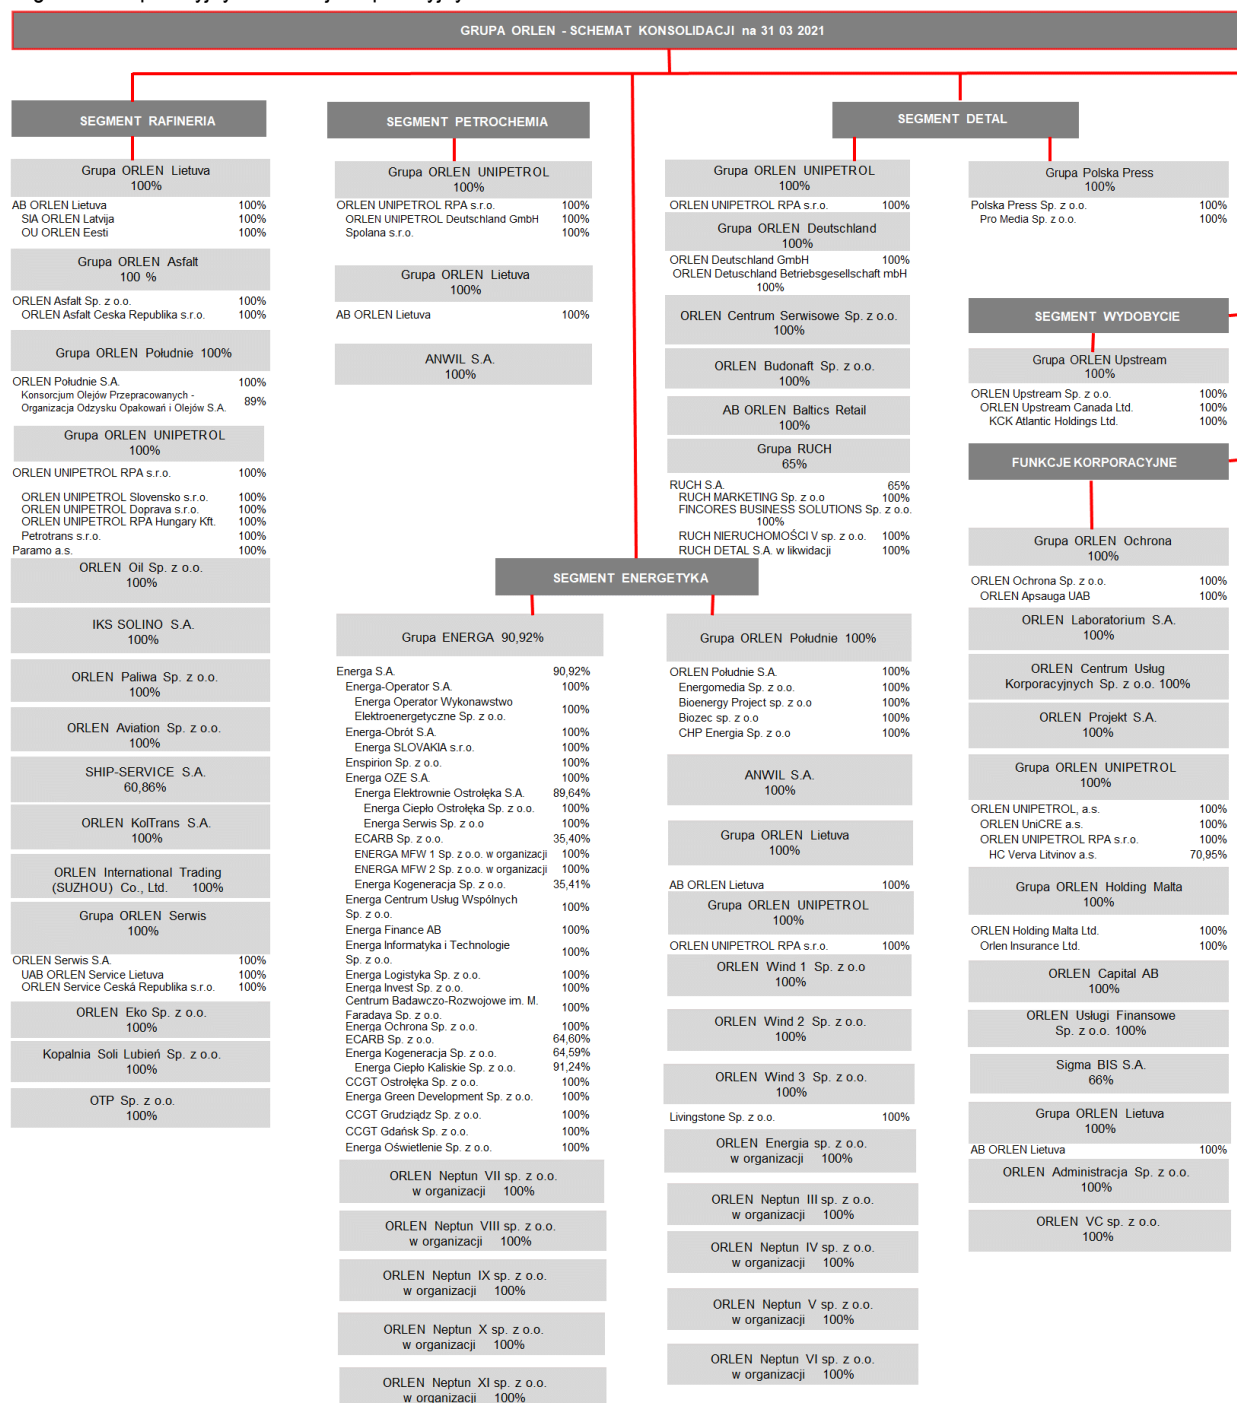 GRUPA ORLEN - SCHEMAT KONSOLIDACJI na 31 03 2021
SEGMENT RAFINERIA
Grupa ORLEN Lietuva
100%
AB ORLEN Lietuva 100%
SIA ORLEN Latvija 100%
OU ORLEN Eesti 100%
Grupa ORLEN Asfalt
100 %
ORLEN Asfalt Sp. z o.o. 100%
ORLEN Asfalt Ceska Republika s.r.o. 100%
Grupa ORLEN Południe 100%
ORLEN Południe S.A. 100%
Konsorcjum Olejów Przepracowanych -
Organizacja Odzysku Opakowań i Olejów S.A. 89%
Grupa ORLEN UNIPETROL
100%
ORLEN UNIPETROL RPA s.r.o. 100%
ORLEN UNIPETROL Slovensko s.r.o. 100%
ORLEN UNIPETROL Doprava s.r.o. 100%
ORLEN UNIPETROL RPA Hungary Kft. 100%
Petrotrans s.r.o. 100%
Paramo a.s. 100%
ORLEN Oil Sp. z o.o.
100%
IKS SOLINO S.A.
100%
ORLEN Paliwa Sp. z o.o.
100%
ORLEN Aviation Sp. z o.o.
100%
SHIP-SERVICE S.A.
60,86%
ORLEN KolTrans S.A.
100%
ORLEN International Trading
(SUZHOU) Co., Ltd. 100%
Grupa ORLEN Serwis
100%
ORLEN Serwis S.A. 100%
UAB ORLEN Service Lietuva 100%
ORLEN Service Ceská Republika s.r.o. 100%
ORLEN Eko Sp. z o.o.
100%
Kopalnia Soli Lubień Sp. z o.o.
100%
OTP Sp. z o.o.
100%
SEGMENT PETROCHEMIA
Grupa ORLEN UNIPETROL
100%
ORLEN UNIPETROL RPA s.r.o. 100%
ORLEN UNIPETROL Deutschland GmbH 100%
Spolana s.r.o. 100%
Grupa ORLEN Lietuva
100%
AB ORLEN Lietuva 100%
ANWIL S.A.
100%
SEGMENT DETAL
Grupa ORLEN UNIPETROL
100%
ORLEN UNIPETROL RPA s.r.o. 100%
Grupa ORLEN Deutschland
100%
ORLEN Deutschland GmbH 100%
ORLEN Detuschland Betriebsgesellschaft mbH
100%
ORLEN Centrum Serwisowe Sp. z o.o.
100%
ORLEN Budonaft Sp. z o.o.
100%
AB ORLEN Baltics Retail
100%
Grupa RUCH
65%
RUCH S.A. 65%
RUCH MARKETING Sp. z o.o 100%
FINCORES BUSINESS SOLUTIONS Sp. z o.o.
100%
RUCH NIERUCHOMOŚCI V sp. z o.o. 100%
RUCH DETAL S.A. w likwidacji 100%
Grupa Polska Press
100%
Polska Press Sp. z o.o. 100%
Pro Media Sp. z o.o. 100%
SEGMENT WYDOBYCIE
Grupa ORLEN Upstream
100%
ORLEN Upstream Sp. z o.o. 100%
ORLEN Upstream Canada Ltd. 100%
KCK Atlantic Holdings Ltd. 100%
FUNKCJE KORPORACYJNE
Grupa ORLEN Ochrona
100%
ORLEN Ochrona Sp. z o.o. 100%
ORLEN Apsauga UAB 100%
ORLEN Laboratorium S.A.
100%
ORLEN Centrum Usług
Korporacyjnych Sp. z o.o. 100%
ORLEN Projekt S.A.
100%
Grupa ORLEN UNIPETROL
100%
ORLEN UNIPETROL, a.s. 100%
ORLEN UniCRE a.s. 100%
ORLEN UNIPETROL RPA s.r.o. 100%
HC Verva Litvinov a.s. 70,95%
Grupa ORLEN Holding Malta
100%
ORLEN Holding Malta Ltd. 100%
Orlen Insurance Ltd. 100%
ORLEN Capital AB
100%
ORLEN Usługi Finansowe
Sp. z o.o. 100%
Sigma BIS S.A.
66%
Grupa ORLEN Lietuva
100%
AB ORLEN Lietuva 100%
ORLEN Administracja Sp. z o.o.
100%
ORLEN VC sp. z o.o.
100%
SEGMENT ENERGETYKA
Grupa ENERGA 90,92%
Energa S.A. 90,92%
Energa-Operator S.A. 100%
Energa Operator Wykonawstwo
Elektroenergetyczne Sp. z o.o. 100%
Energa-Obrót S.A. 100%
Energa SLOVAKIA s.r.o. 100%
Enspirion Sp. z o.o. 100%
Energa OZE S.A. 100%
Energa Elektrownie Ostrołęka S.A. 89,64%
Energa Ciepło Ostrołęka Sp. z o.o. 100%
Energa Serwis Sp. z o.o 100%
ECARB Sp. z o.o. 35,40%
ENERGA MFW 1 Sp. z o.o. w organizacji 100%
ENERGA MFW 2 Sp. z o.o. w organizacji 100%
Energa Kogeneracja Sp. z o.o. 35,41%
Energa Centrum Usług Wspólnych
Sp. z o.o. 100%
Energa Finance AB 100%
Energa Informatyka i Technologie
Sp. z o.o. 100%
Energa Logistyka Sp. z o.o. 100%
Energa Invest Sp. z o.o. 100%
Centrum Badawczo-Rozwojowe im. M.
Faradaya Sp. z o.o. 100%
Energa Ochrona Sp. z o.o. 100%
ECARB Sp. z o.o. 64,60%
Energa Kogeneracja Sp. z o.o. 64,59%
Energa Ciepło Kaliskie Sp. z o.o. 91,24%
CCGT Ostrołęka Sp. z o.o. 100%
Energa Green Development Sp. z o.o. 100%
CCGT Grudziądz Sp. z o.o. 100%
CCGT Gdańsk Sp. z o.o. 100%
Energa Oświetlenie Sp. z o.o. 100%
ORLEN Neptun VII sp. z o.o.
w organizacji 100%
ORLEN Neptun VIII sp. z o.o.
w organizacji 100%
ORLEN Neptun IX sp. z o.o.
w organizacji 100%
ORLEN Neptun X sp. z o.o.
w organizacji 100%
ORLEN Neptun XI sp. z o.o.
w organizacji 100%
Grupa ORLEN Południe 100%
ORLEN Południe S.A. 100%
Energomedia Sp. z o.o. 100%
Bioenergy Project sp. z o.o 100%
Biozec sp. z o.o 100%
CHP Energia Sp. z o.o 100%
ANWIL S.A.
100%
Grupa ORLEN Lietuva
100%
AB ORLEN Lietuva 100%
Grupa ORLEN UNIPETROL
100%
ORLEN UNIPETROL RPA s.r.o. 100%
ORLEN Wind 1 Sp. z o.o
100%
ORLEN Wind 2 Sp. z o.o.
100%
ORLEN Wind 3 Sp. z o.o.
100%
Livingstone Sp. z o.o. 100%
ORLEN Energia sp. z o.o.
w organizacji 100%
ORLEN Neptun III sp. z o.o.
w organizacji 100%
ORLEN Neptun IV sp. z o.o.
w organizacji 100%
ORLEN Neptun V sp. z o.o.
w organizacji 100%
ORLEN Neptun VI sp. z o.o.
w organizacji 100%